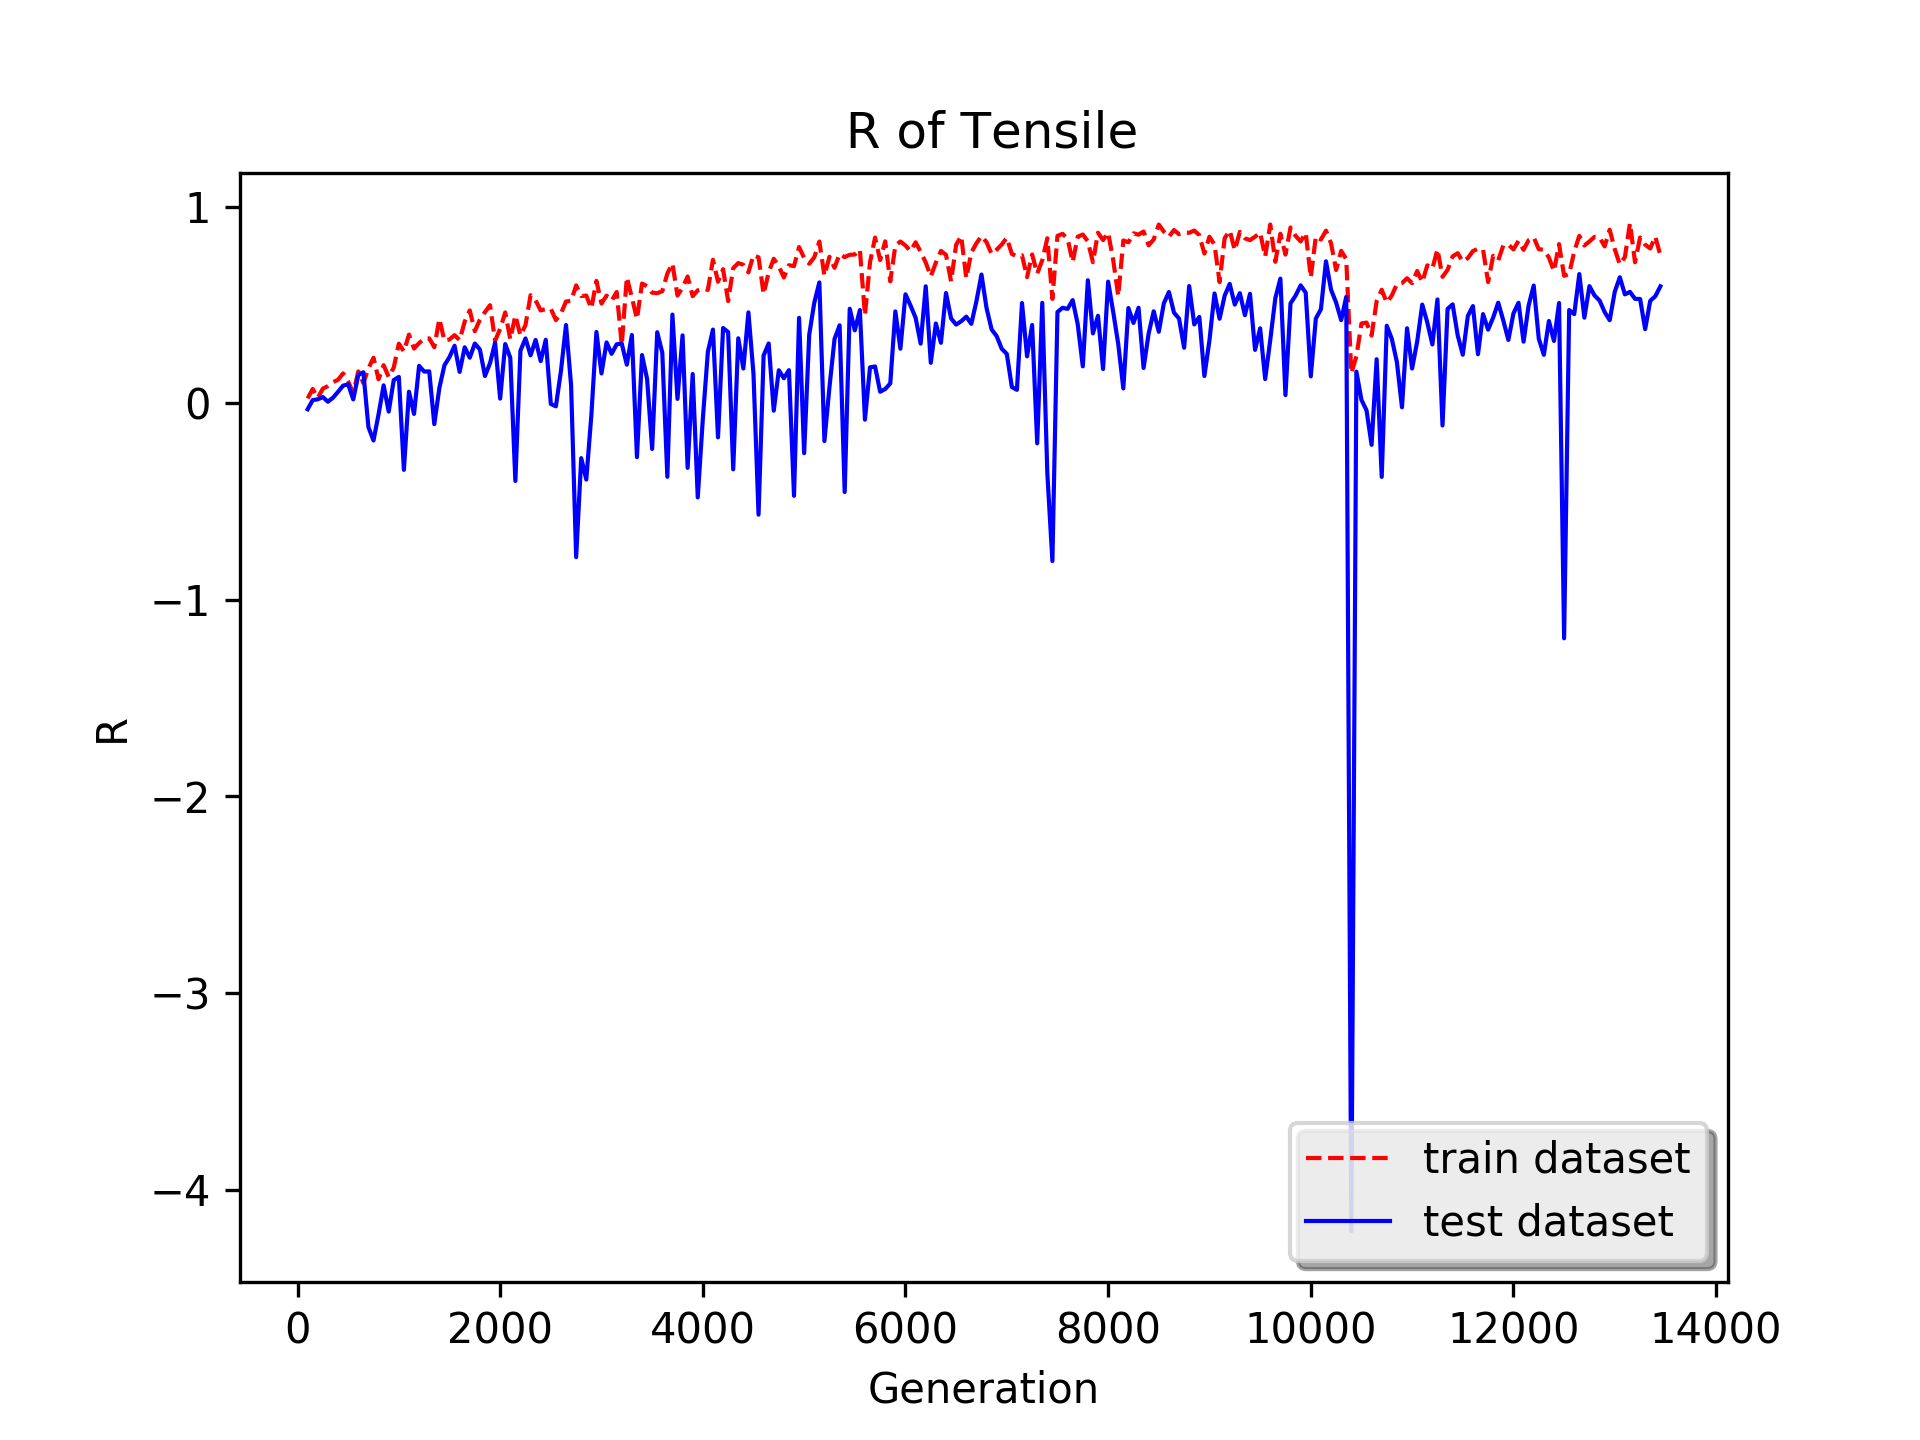 R of Tensile
1
0
−1
−2
−3
−4
R
train dataset
test dataset
0 2000 4000 6000 8000 10000 12000 14000
Generation